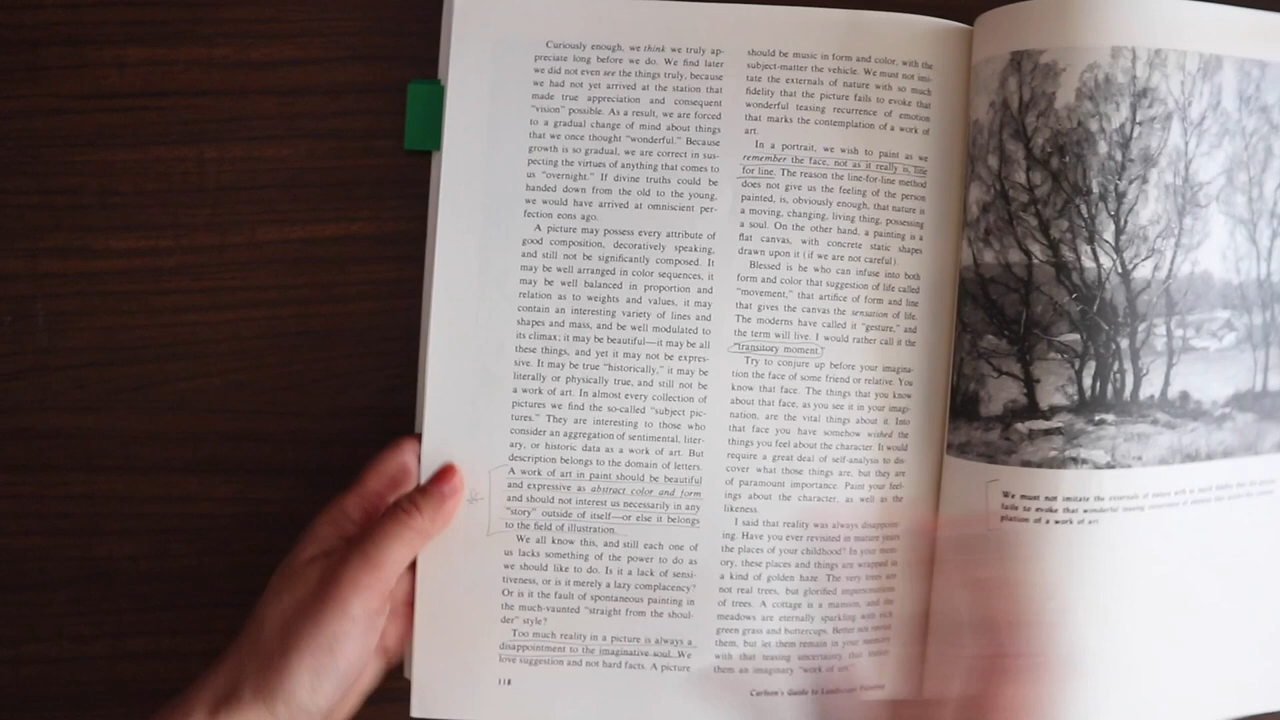 Curiously enough, we think we truly ap-
preciate long before we do. We find later
we did not even see the things truly, because
we had not yet arrived at the station that
made true appreciation and consequent
"vision" possible. As a result, we are forced
to a gradual change of mind about things
that we once thought "wonderful." Because
growth is so gradual, we are correct in sus-
pecting the virtues of anything that comes to
us "overnight." If divine truths could be
handed down from the old to the young,
we would have arrived at omniscient per-
fection eons ago.
A picture may possess every attribute of
good composition, decoratively speaking,
and still not be significantly composed. It
may be well arranged in color sequences, it
may be well balanced in proportion and
relation as to weights and values, it may
contain an interesting variety of lines and
shapes and mass, and be well modulated to
its climax; it may be beautiful—it may be all
these things, and yet it may not be expres-
sive. It may be true "historically," it may be
literally or physically true, and still not be
a work of art. In almost every collection of
pictures we find the so-called "subject pic-
tures." They are interesting to those who
consider an aggregation of sentimental, liter-
ary, or historic data as a work of art. But
description belongs to the domain of letters.
A work of art in paint should be beautiful
and expressive as abstract color and form
and should not interest us necessarily in any
"story" outside of itself—or else it belongs
to the field of illustration.
We all know this, and still each one of
us lacks something of the power to do as
we should like to do. Is it a lack of sensi-
tiveness, or is it merely a lazy complacency?
Or is it the fault of spontaneous painting in
the much-vaunted "straight from the shoul-
der" style?
Too much reality in a picture is always a
disappointment to the imaginative soul. We
love suggestion and not hard facts. A picture
118
should be music in form and color, with the
subject-matter the vehicle. We must not imi-
tate the externals of nature with so much
fidelity that the picture fails to evoke that
wonderful teasing recurrence of emotion
that marks the contemplation of a work of
art.
In a portrait, we wish to paint as we
remember the face, not as it really is, line
for line. The reason the line-for-line method
does not give us the feeling of the person
painted, is, obviously enough, that nature is
a moving, changing, living thing, possessing
a soul. On the other hand, a painting is a
flat canvas, with concrete static shapes
drawn upon it (if we are not careful).
Blessed is he who can infuse into both
form and color that suggestion of life called
"movement," that artifice of form and line
that gives the canvas the sensation of life.
The moderns have called it "gesture," and
the term will live. I would rather call it the
"transitory moment."
Try to conjure up before your imagina-
tion the face of some friend or relative. You
know that face. The things that you know
about that face, as you see it in your imagi-
nation, are the vital things about it. Into
that face you have somehow wished the
things you feel about the character. It would
require a great deal of self-analysis to dis-
cover what those things are, but they are
of paramount importance. Paint your feel-
ings about the character, as well as the
likeness.
I said that reality was always disappoint-
ing. Have you ever revisited in mature years
the places of your childhood? In your mem-
ory, these places and things are wrapped in
a kind of golden haze. The very trees are
not real trees, but glorified impersonations
of trees. A cottage is a mansion, and the
meadows are eternally sparkling with rich
green grass and buttercups. Better not revisit
them, but let them remain in your memory
with that teasing uncertainty that makes
them an imaginary "work of art."
Carlson's Guide to Landscape Painting
We must not imitate the externals of nature with so much
fails to evoke that wonderful teasing recurrence of emotion
plation of a work of art.